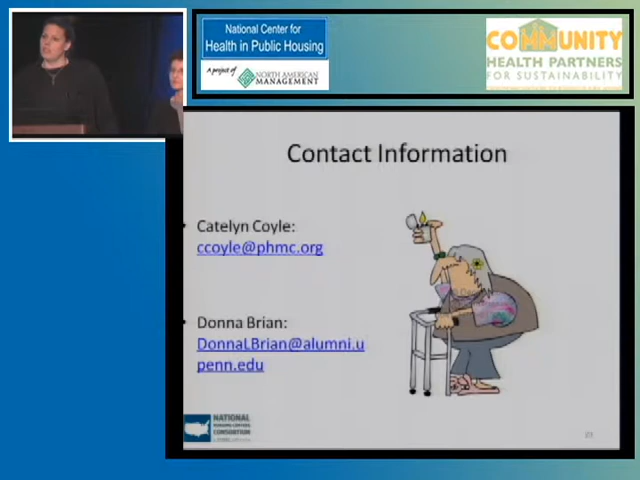 National Center for
Health in Public Housing
A project of
NORTH AMERICAN
MANAGEMENT
COMMUNITY
HEALTH PARTNERS
FOR SUSTAINABILITY
Contact Information
• Catelyn Coyle:
ccoyle@phmc.org
• Donna Brian:
DonnaLBrian@alumni.u
penn.edu
NATIONAL
NURSING CENTERS
CONSORTIUM